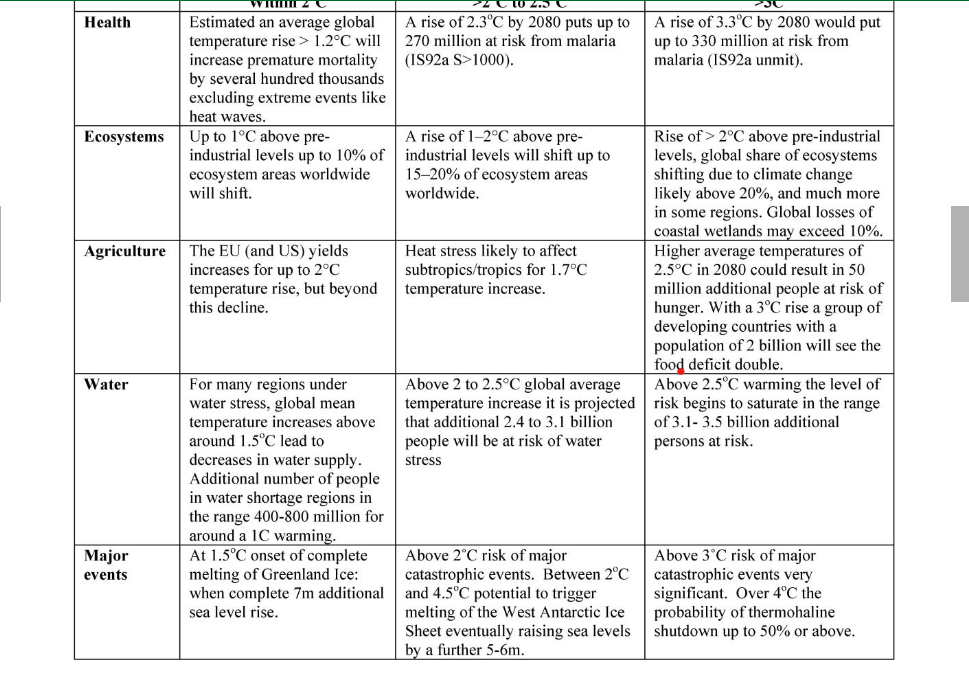 Within 2°C >2°C to 2.5°C >3C
Health
Estimated an average global
temperature rise > 1.2°C will
increase premature mortality
by several hundred thousands
excluding extreme events like
heat waves.
A rise of 2.3°C by 2080 puts up to
270 million at risk from malaria
(IS92a S>1000).
A rise of 3.3°C by 2080 would put
up to 330 million at risk from
malaria (IS92a unmit).
Ecosystems
Up to 1°C above pre-
industrial levels up to 10% of
ecosystem areas worldwide
will shift.
A rise of 1–2°C above pre-
industrial levels will shift up to
15–20% of ecosystem areas
worldwide.
Rise of > 2°C above pre-industrial
levels, global share of ecosystems
shifting due to climate change
likely above 20%, and much more
in some regions. Global losses of
coastal wetlands may exceed 10%.
Agriculture
The EU (and US) yields
increases for up to 2°C
temperature rise, but beyond
this decline.
Heat stress likely to affect
subtropics/tropics for 1.7°C
temperature increase.
Higher average temperatures of
2.5°C in 2080 could result in 50
million additional people at risk of
hunger. With a 3°C rise a group of
developing countries with a
population of 2 billion will see the
food deficit double.
Water
For many regions under
water stress, global mean
temperature increases above
around 1.5°C lead to
decreases in water supply.
Additional number of people
in water shortage regions in
the range 400-800 million for
around a 1C warming.
Above 2 to 2.5°C global average
temperature increase it is projected
that additional 2.4 to 3.1 billion
people will be at risk of water
stress
Above 2.5°C warming the level of
risk begins to saturate in the range
of 3.1- 3.5 billion additional
persons at risk.
Major
events
At 1.5°C onset of complete
melting of Greenland Ice:
when complete 7m additional
sea level rise.
Above 2°C risk of major
catastrophic events.  Between 2°C
and 4.5°C potential to trigger
melting of the West Antarctic Ice
Sheet eventually raising sea levels
by a further 5-6m.
Above 3°C risk of major
catastrophic events very
significant.  Over 4°C the
probability of thermohaline
shutdown up to 50% or above.